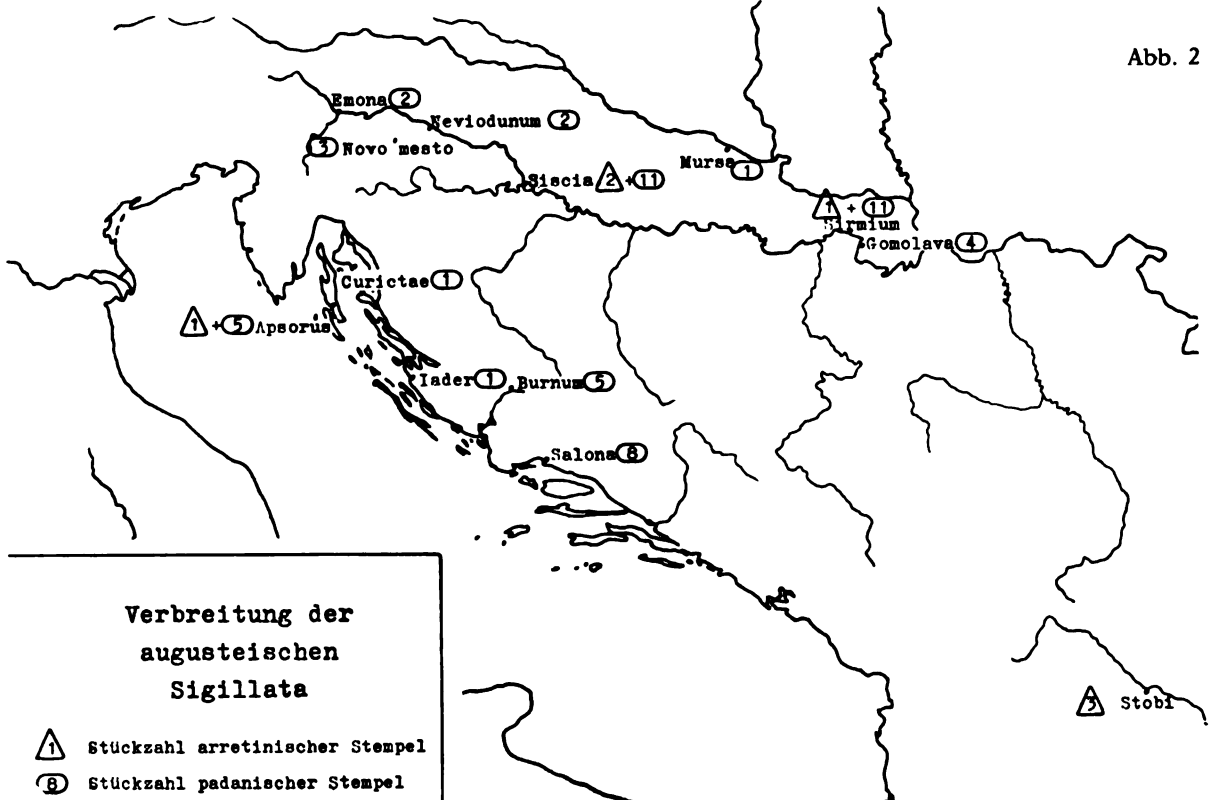 Abb. 2
Emona 2
Neviodunum 2
3 Novo mesto
Mursa 1
Siscia 2 + 11
1 + 11
Sirmium
Gomolava 4
Curictae 1
1 + 5 Apsorus
Iader 1 Burnum 5
Salona 8
3 Stobi
Verbreitung der
augusteischen
Sigillata
1 Stückzahl arretinischer Stempel
8 Stückzahl padanischer Stempel